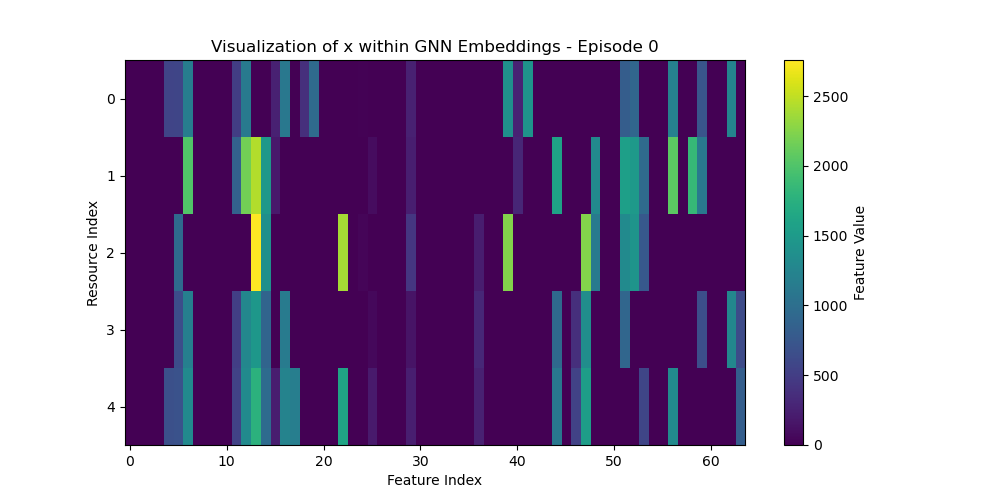 Visualization of x within GNN Embeddings - Episode 0
Resource Index
0
1
2
3
4
0 10 20 30 40 50 60
Feature Index
2500
2000
1500
1000
500
0
Feature Value